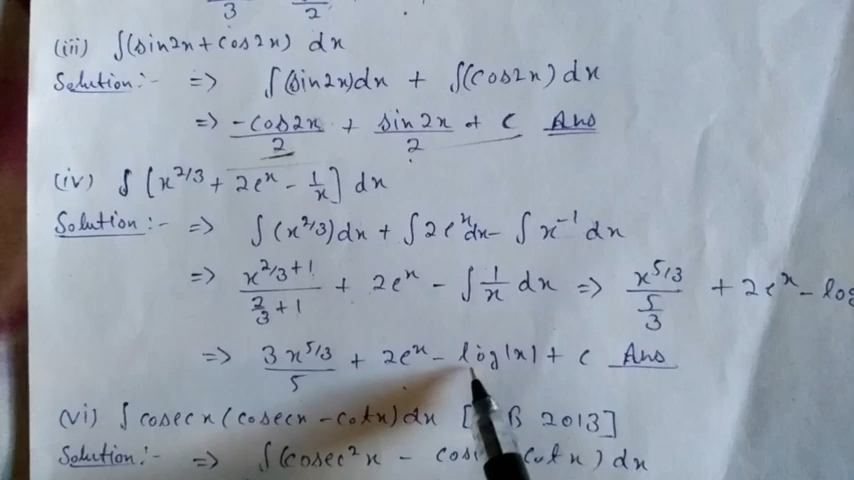 3 2
(iii) ∫(sin2x + cos2x) dx
Solution:- => ∫(sin2x)dx + ∫(cos2x) dx
=> -cos2x/2 + sin2x/2 + c Ans
(iv) ∫ [x^2/3 + 2e^x - 1/x] dx
Solution:- => ∫(x^2/3)dx + ∫2e^x dx - ∫x^-1 dx
=> x^2/3+1 / 2/3+1 + 2e^x - ∫1/x dx => x^5/3 / 5/3 + 2e^x - log
=> 3x^5/3 / 5 + 2e^x - log|x| + c Ans
(vi) ∫cosecx(cosecx - cotx)dx [ B 2013]
Solution:- => ∫(cosec²x - cotx) dx